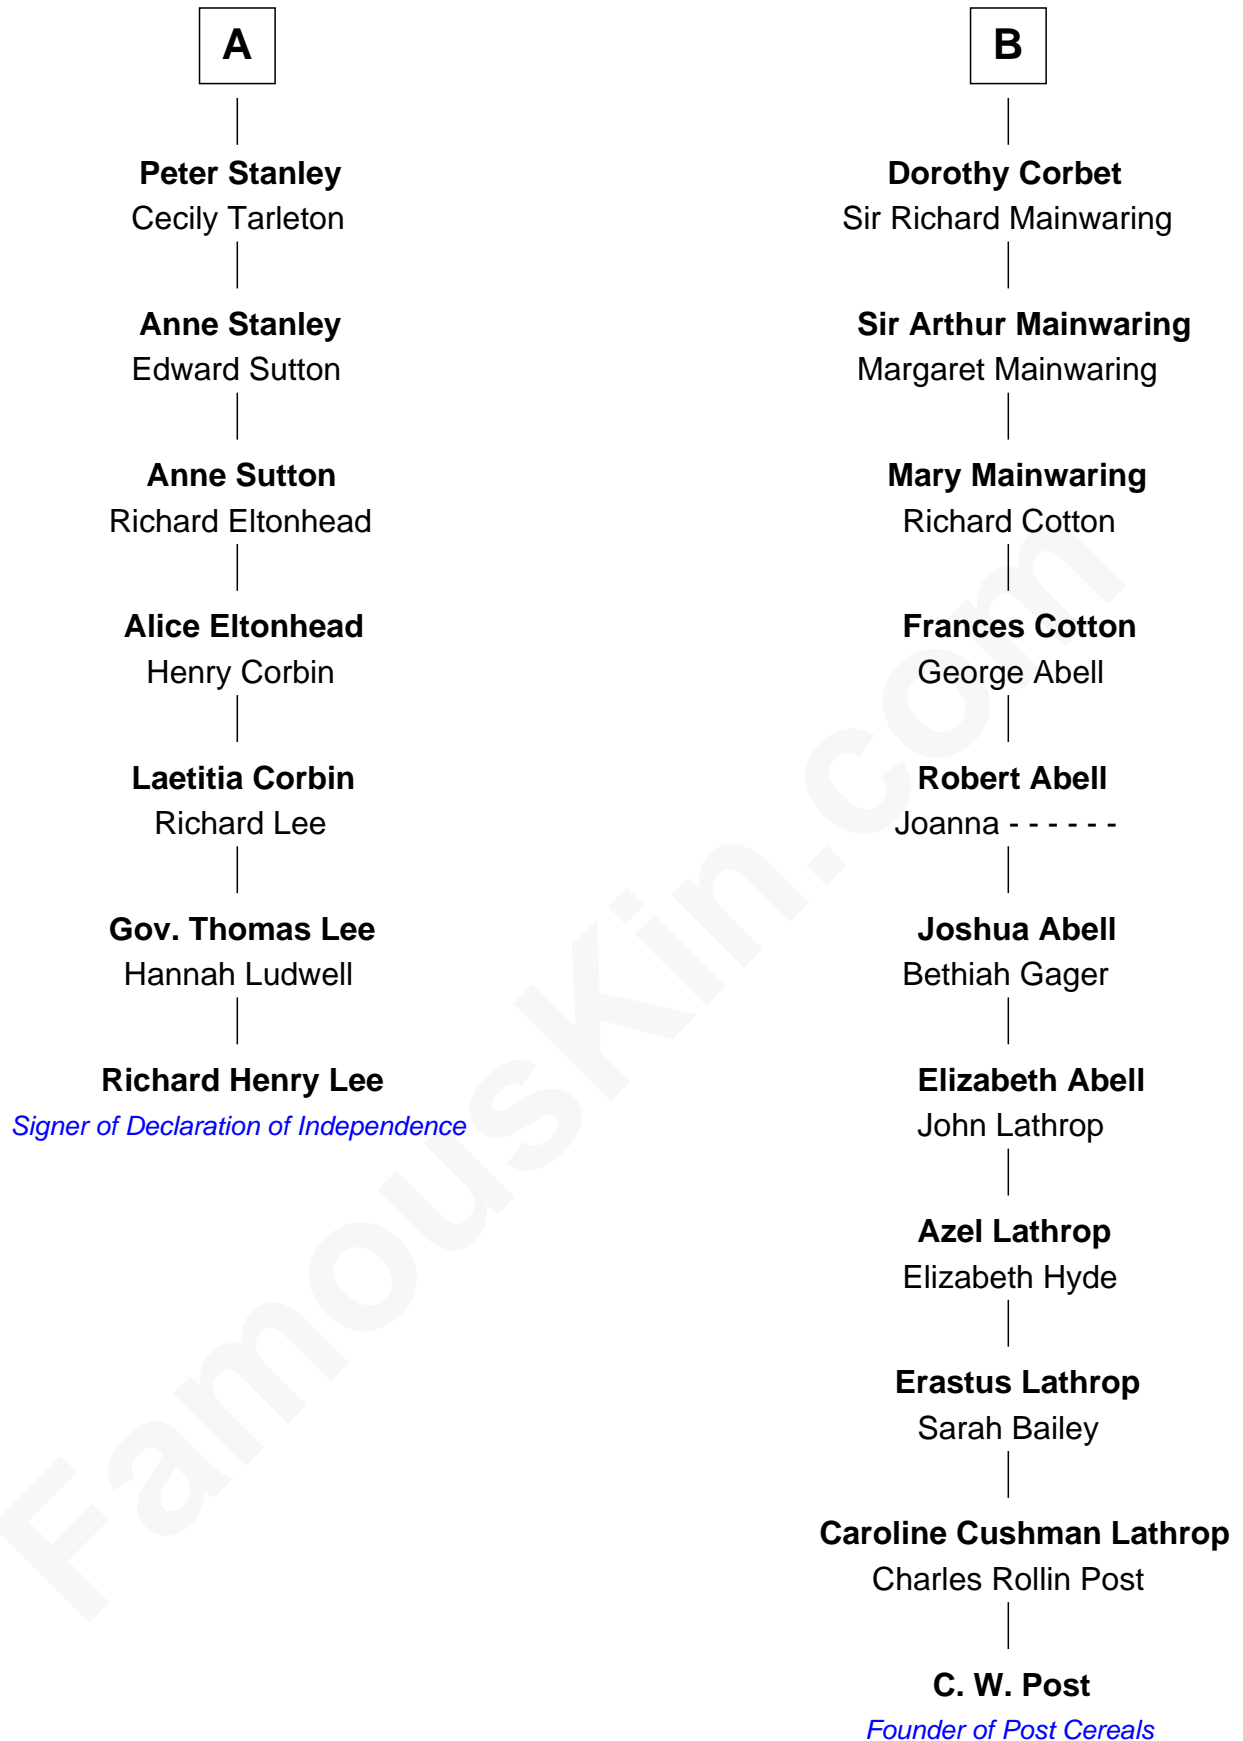 A
Peter Stanley
Cecily Tarleton
Anne Stanley
Edward Sutton
Anne Sutton
Richard Eltonhead
Alice Eltonhead
Henry Corbin
Laetitia Corbin
Richard Lee
Gov. Thomas Lee
Hannah Ludwell
Richard Henry Lee
Signer of Declaration of Independence
B
Dorothy Corbet
Sir Richard Mainwaring
Sir Arthur Mainwaring
Margaret Mainwaring
Mary Mainwaring
Richard Cotton
Frances Cotton
George Abell
Robert Abell
Joanna - - - - - -
Joshua Abell
Bethiah Gager
Elizabeth Abell
John Lathrop
Azel Lathrop
Elizabeth Hyde
Erastus Lathrop
Sarah Bailey
Caroline Cushman Lathrop
Charles Rollin Post
C. W. Post
Founder of Post Cereals
FamousKin.com